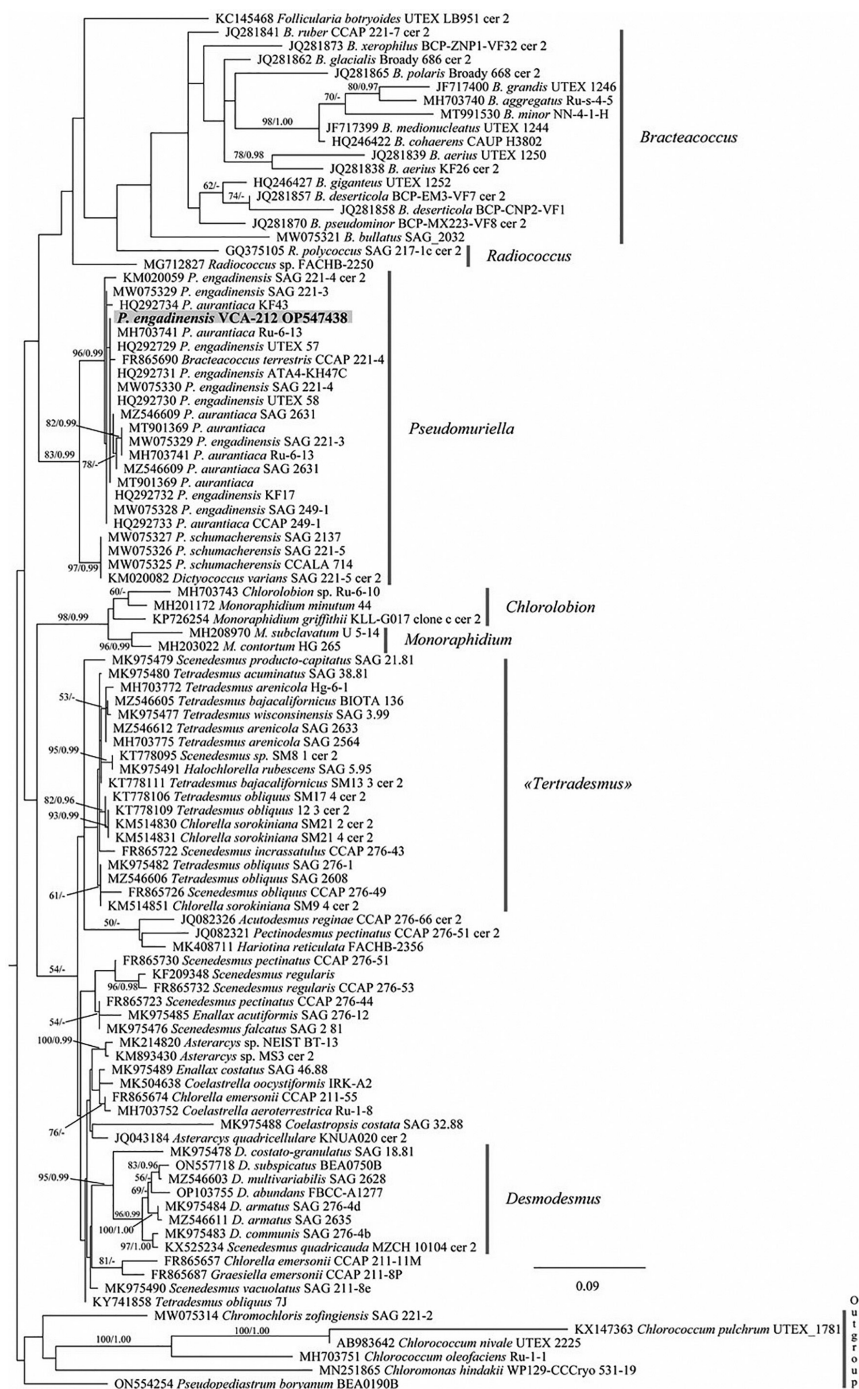 KC145468 Follicularia botryoides UTEX LB951 cer 2
JQ281841 B. ruber CCAP 221-7 cer 2
JQ281873 B. xerophilus BCP-ZNP1-VF32 cer 2
JQ281862 B. glacialis Broady 686 cer 2
JQ281865 B. polaris Broady 668 cer 2
80/0.97
JF717400 B. grandis UTEX 1246
70/-
MH703740 B. aggregatus Ru-s-4-5
MT991530 B. minor NN-4-1-H
98/1.00
JF717399 B. medionucleatus UTEX 1244
Bracteacoccus
HQ246422 B. cohaerens CAUP H3802
78/0.98
JQ281839 B. aerius UTEX 1250
JQ281838 B. aerius KF26 cer 2
62/-
HQ246427 B. giganteus UTEX 1252
74/-
JQ281857 B. deserticola BCP-EM3-VF7 cer 2
JQ281858 B. deserticola BCP-CNP2-VF1
JQ281870 B. pseudominor BCP-MX223-VF8 cer 2
MW075321 B. bullatus SAG_2032
GQ375105 R. polycoccus SAG 217-1c cer 2
Radiococcus
MG712827 Radiococcus sp. FACHB-2250
KM020059 P. engadinensis SAG 221-4 cer 2
MW075329 P. engadinensis SAG 221-3
HQ292734 P. aurantiaca KF43
P. engadinensis VCA-212 OP547438
MH703741 P. aurantiaca Ru-6-13
HQ292729 P. engadinensis UTEX 57
96/0.99
FR865690 Bracteacoccus terrestris CCAP 221-4
HQ292731 P. engadinensis ATA4-KH47C
MW075330 P. engadinensis SAG 221-4
HQ292730 P. engadinensis UTEX 58
MZ546609 P. aurantiaca SAG 2631
82/0.99
MT901369 P. aurantiaca
Pseudomuriella
MW075329 P. engadinensis SAG 221-3
83/0.99
MH703741 P. aurantiaca Ru-6-13
78/-
MZ546609 P. aurantiaca SAG 2631
MT901369 P. aurantiaca
HQ292732 P. engadinensis KF17
MW075328 P. engadinensis SAG 249-1
HQ292733 P. aurantiaca CCAP 249-1
MW075327 P. schumacherensis SAG 2137
MW075326 P. schumacherensis SAG 221-5
MW075325 P. schumacherensis CCALA 714
97/0.99
KM020082 Dictyococcus varians SAG 221-5 cer 2
60/-
MH703743 Chlorolobion sp. Ru-6-10
MH201172 Monoraphidium minutum 44
Chlorolobion
98/0.99
KP726254 Monoraphidium griffithii KLL-G017 clone c cer 2
MH208970 M. subclavatum U 5-14
Monoraphidium
96/0.99
MH203022 M. contortum HG 265
MK975479 Scenedesmus producto-capitatus SAG 21.81
MK975480 Tetradesmus acuminatus SAG 38.81
MH703772 Tetradesmus arenicola Hg-6-1
53/-
MZ546605 Tetradesmus bajacalifornicus BIOTA 136
MK975477 Tetradesmus wisconsinensis SAG 3.99
MZ546612 Tetradesmus arenicola SAG 2633
MH703775 Tetradesmus arenicola SAG 2564
95/0.99
KT778095 Scenedesmus sp. SM8 1 cer 2
MK975491 Halochlorella rubescens SAG 5.95
KT778111 Tetradesmus bajacalifornicus SM13 3 cer 2
«Tertradesmus»
82/0.96
KT778106 Tetradesmus obliquus SM17 4 cer 2
KT778109 Tetradesmus obliquus 12 3 cer 2
93/0.99
KM514830 Chlorella sorokiniana SM21 2 cer 2
KM514831 Chlorella sorokiniana SM21 4 cer 2
FR865722 Scenedesmus incrassatulus CCAP 276-43
MK975482 Tetradesmus obliquus SAG 276-1
MZ546606 Tetradesmus obliquus SAG 2608
61/-
FR865726 Scenedesmus obliquus CCAP 276-49
KM514851 Chlorella sorokiniana SM9 4 cer 2
50/-
JQ082326 Acutodesmus reginae CCAP 276-66 cer 2
JQ082321 Pectinodesmus pectinatus CCAP 276-51 cer 2
MK408711 Hariotina reticulata FACHB-2356
FR865730 Scenedesmus pectinatus CCAP 276-51
54/-
KF209348 Scenedesmus regularis
96/0.98
FR865732 Scenedesmus regularis CCAP 276-53
FR865723 Scenedesmus pectinatus CCAP 276-44
54/-
MK975485 Enallax acutiformis SAG 276-12
MK975476 Scenedesmus falcatus SAG 2 81
100/0.99
MK214820 Asterarcys sp. NEIST BT-13
KM893430 Asterarcys sp. MS3 cer 2
MK975489 Enallax costatus SAG 46.88
MK504638 Coelastrella oocystiformis IRK-A2
FR865674 Chlorella emersonii CCAP 211-55
MH703752 Coelastrella aeroterrestrica Ru-1-8
76/-
MK975488 Coelastropsis costata SAG 32.88
JQ043184 Asterarcys quadricellulare KNUA020 cer 2
MK975478 D. costato-granulatus SAG 18.81
83/0.96
ON557718 D. subspicatus BEA0750B
95/0.99
56/-
MZ546603 D. multivariabilis SAG 2628
69/-
OP103755 D. abundans FBCC-A1277
MK975484 D. armatus SAG 276-4d
Desmodesmus
96/0.99
MZ546611 D. armatus SAG 2635
100/1.00
MK975483 D. communis SAG 276-4b
97/1.00
KX525234 Scenedesmus quadricauda MZCH 10104 cer 2
81/-
FR865657 Chlorella emersonii CCAP 211-11M
FR865687 Graesiella emersonii CCAP 211-8P
MK975490 Scenedesmus vacuolatus SAG 211-8e
0.09
KY741858 Tetradesmus obliquus 7J
MW075314 Chromochloris zofingiensis SAG 221-2
100/1.00
KX147363 Chlorococcum pulchrum UTEX_1781
100/1.00
AB983642 Chlorococcum nivale UTEX 2225
MH703751 Chlorococcum oleofaciens Ru-1-1
MN251865 Chloromonas hindakii WP129-CCCryo 531-19
ON554254 Pseudopediastrum boryanum BEA0190B
Outgroup